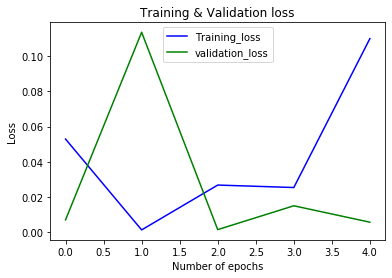 Training & Validation loss
Training_loss
validation_loss
Loss
0.10
0.08
0.06
0.04
0.02
0.00
0.0 0.5 1.0 1.5 2.0 2.5 3.0 3.5 4.0
Number of epochs